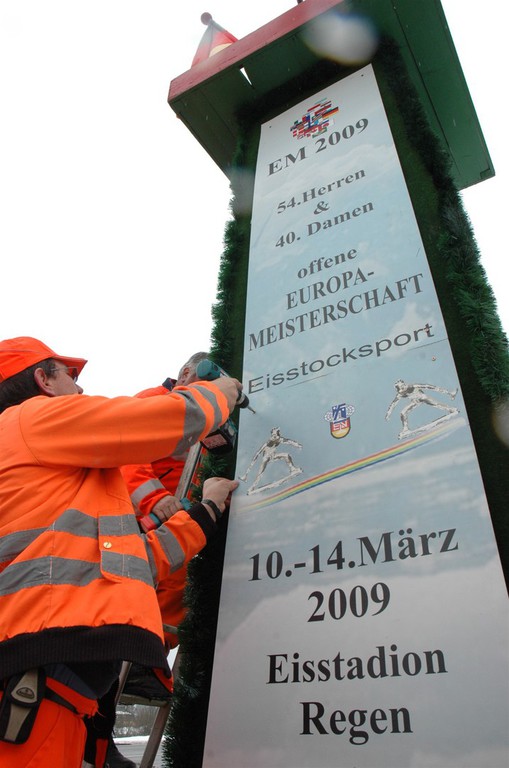 EM 2009
54.Herren
&
40. Damen
offene
EUROPA-
MEISTERSCHAFT
Eisstocksport
10.-14.März
2009
Eisstadion
Regen